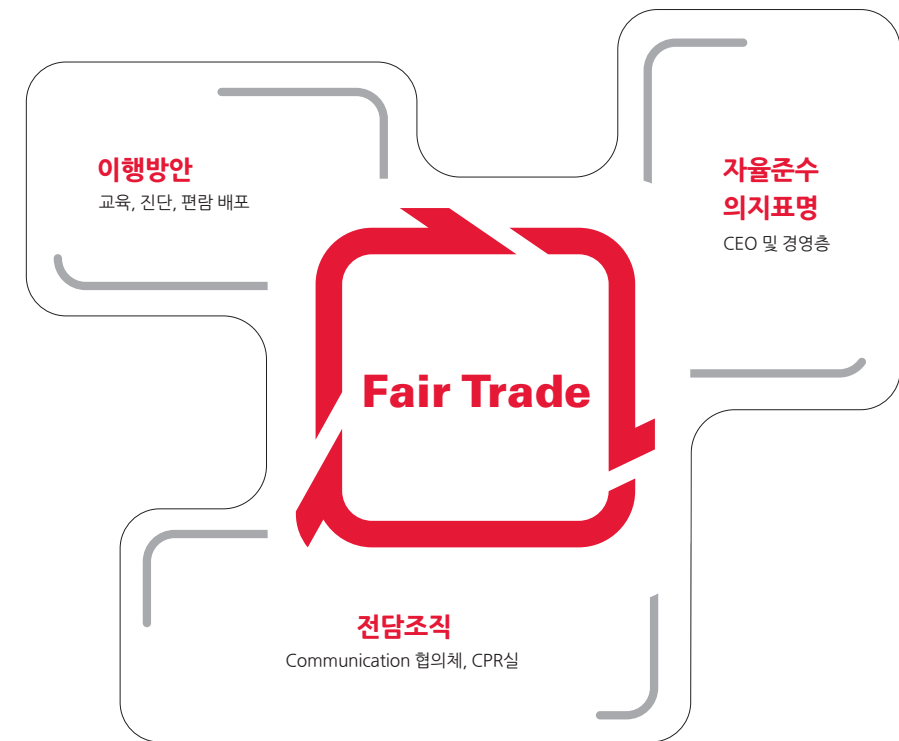 이행방안
교육, 진단, 편람 배포
자율준수
의지표명
CEO 및 경영층
Fair Trade
전담조직
Communication 협의체, CPR실